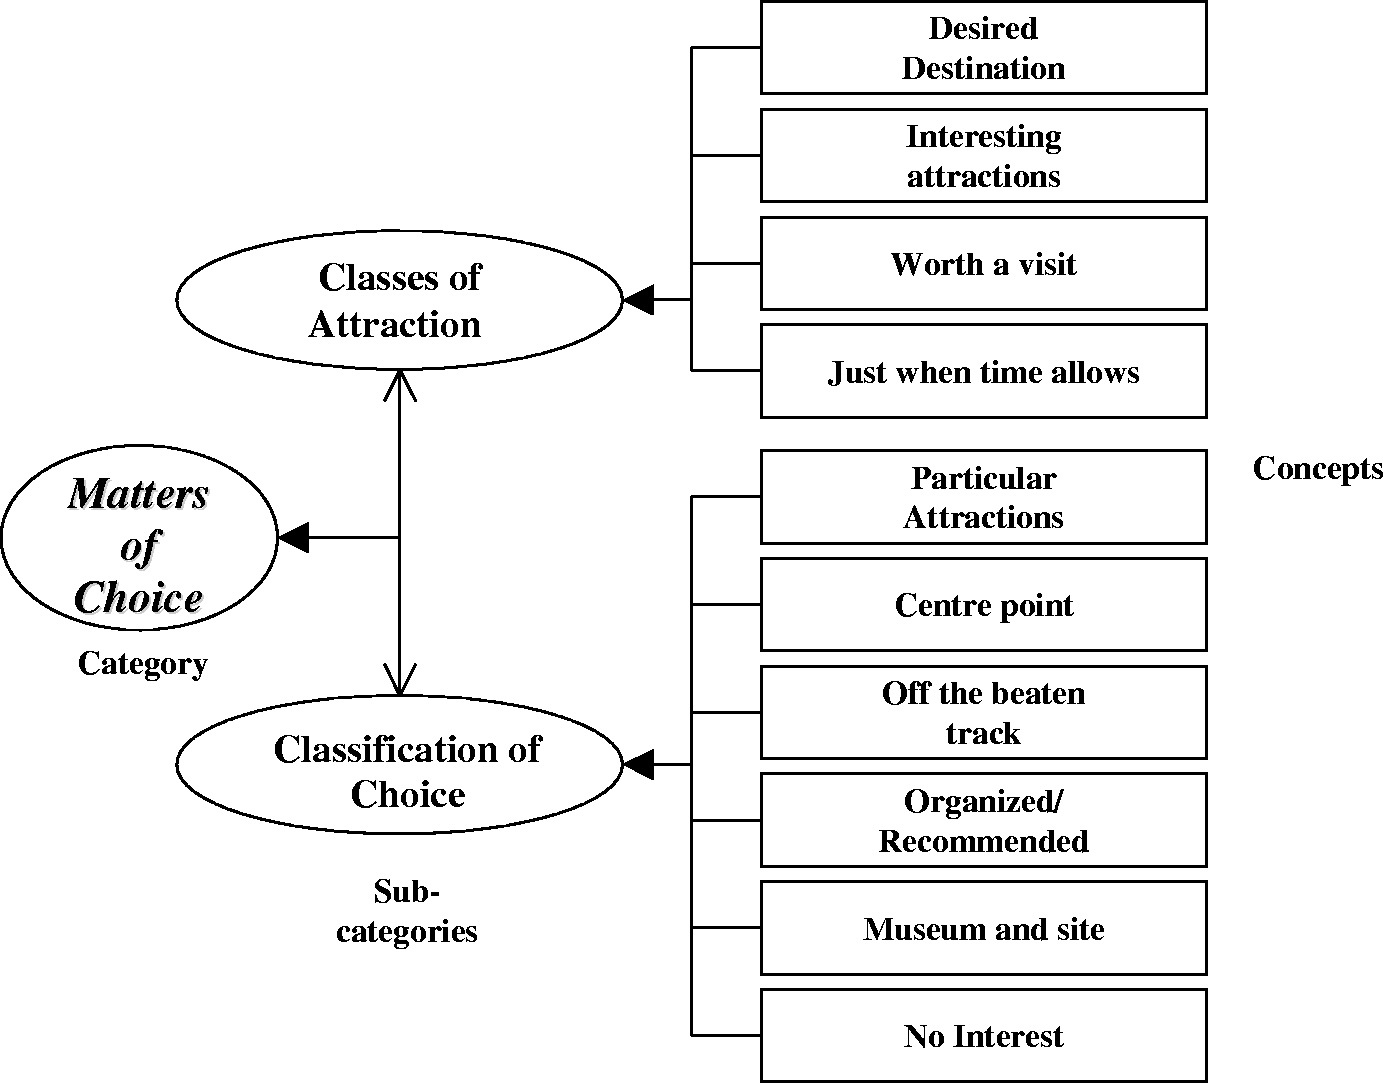 Desired
Destination
Interesting
attractions
Worth a visit
Just when time allows
Classes of
Attraction
Matters
of
Choice
Category
Concepts
Particular
Attractions
Centre point
Off the beaten
track
Organized/
Recommended
Museum and site
No Interest
Classification of
Choice
Sub-
categories